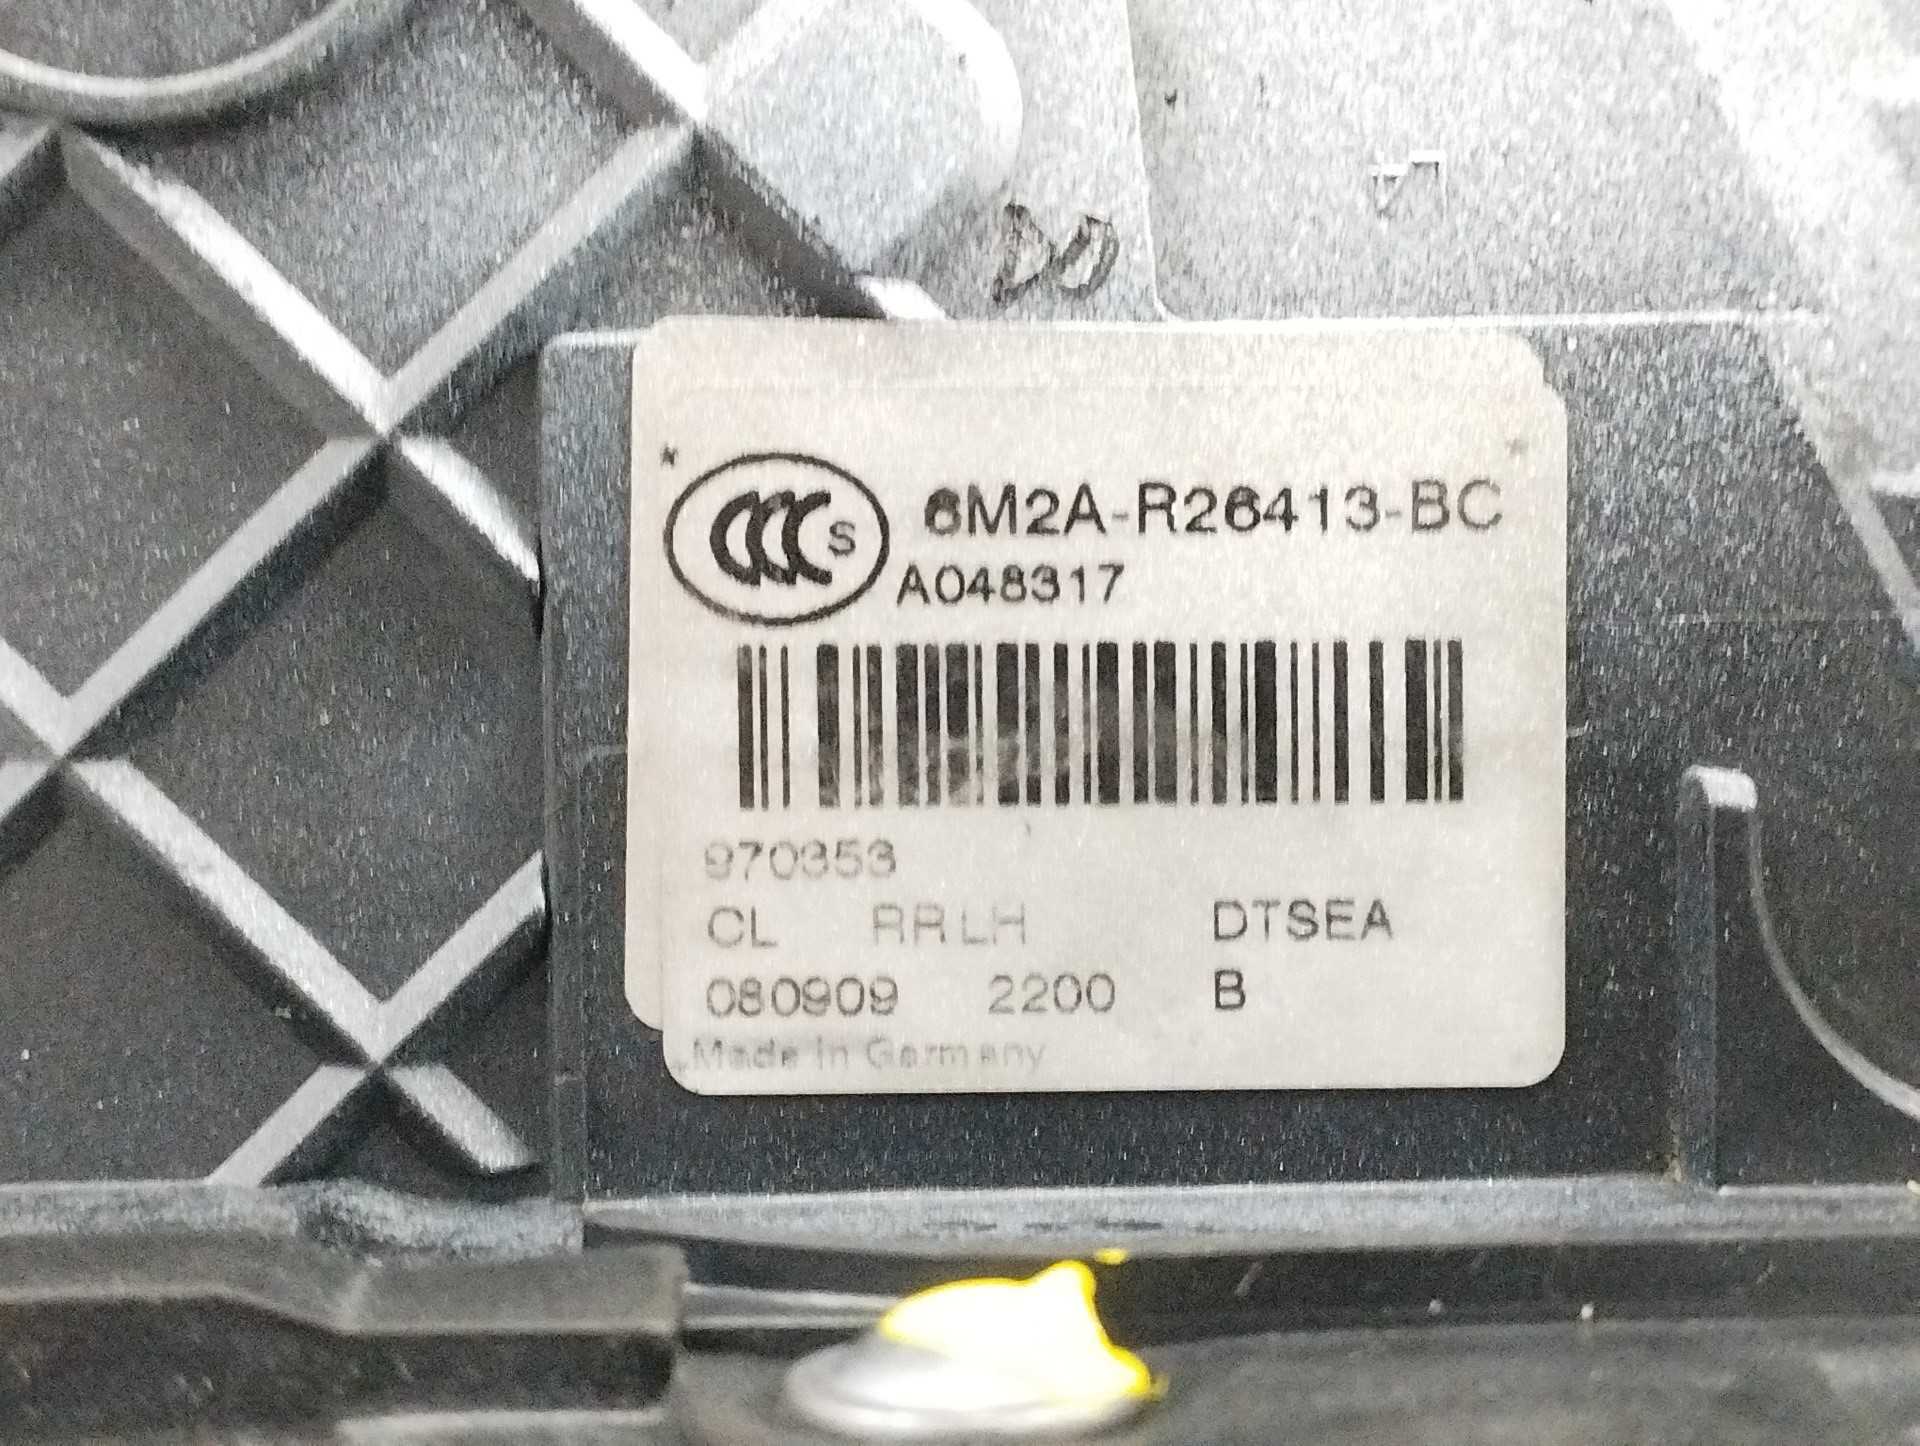 CCC S 6M2A-R26413-BC
A048317
970353
CL RR LH DTSEA
080909 2200 B
Made in Germany